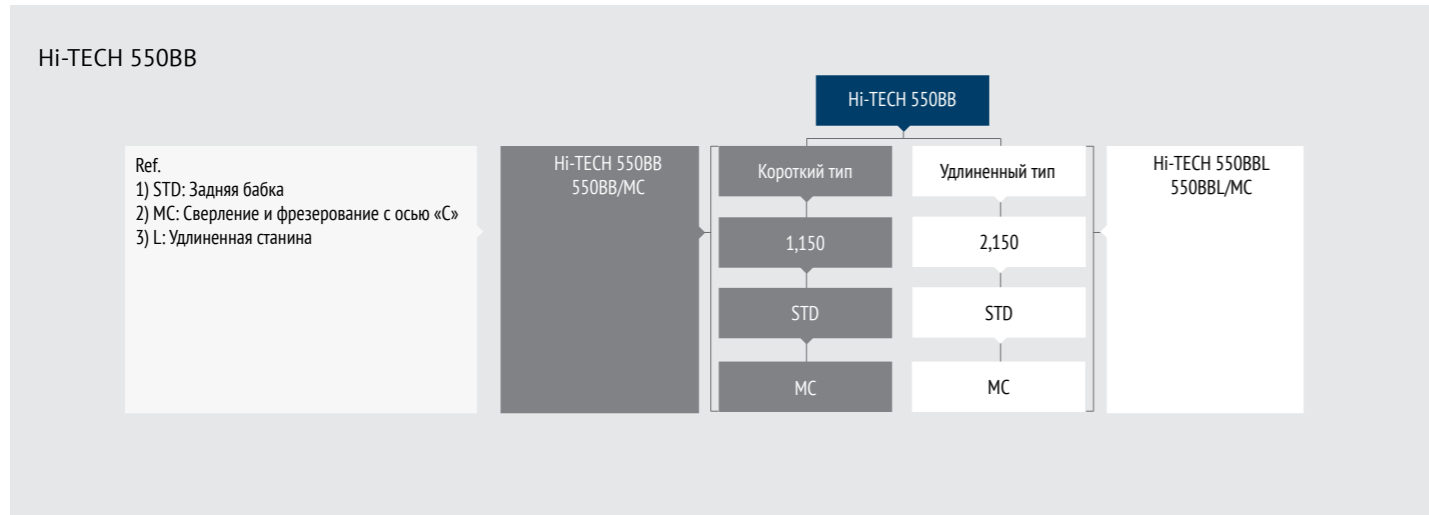 Hi-TECH 550BB
Hi-TECH 550BB
Ref.
1) STD: Задняя бабка
2) MC: Сверление и фрезерование с осью «С»
3) L: Удлиненная станина
Hi-TECH 550BB
550BB/MC
Короткий тип
1,150
STD
MC
Удлиненный тип
2,150
STD
MC
Hi-TECH 550BBL
550BBL/MC